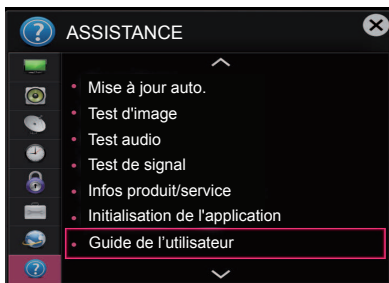 ASSISTANCE
Mise à jour auto.
Test d'image
Test audio
Test de signal
Infos produit/service
Initialisation de l'application
Guide de l’utilisateur